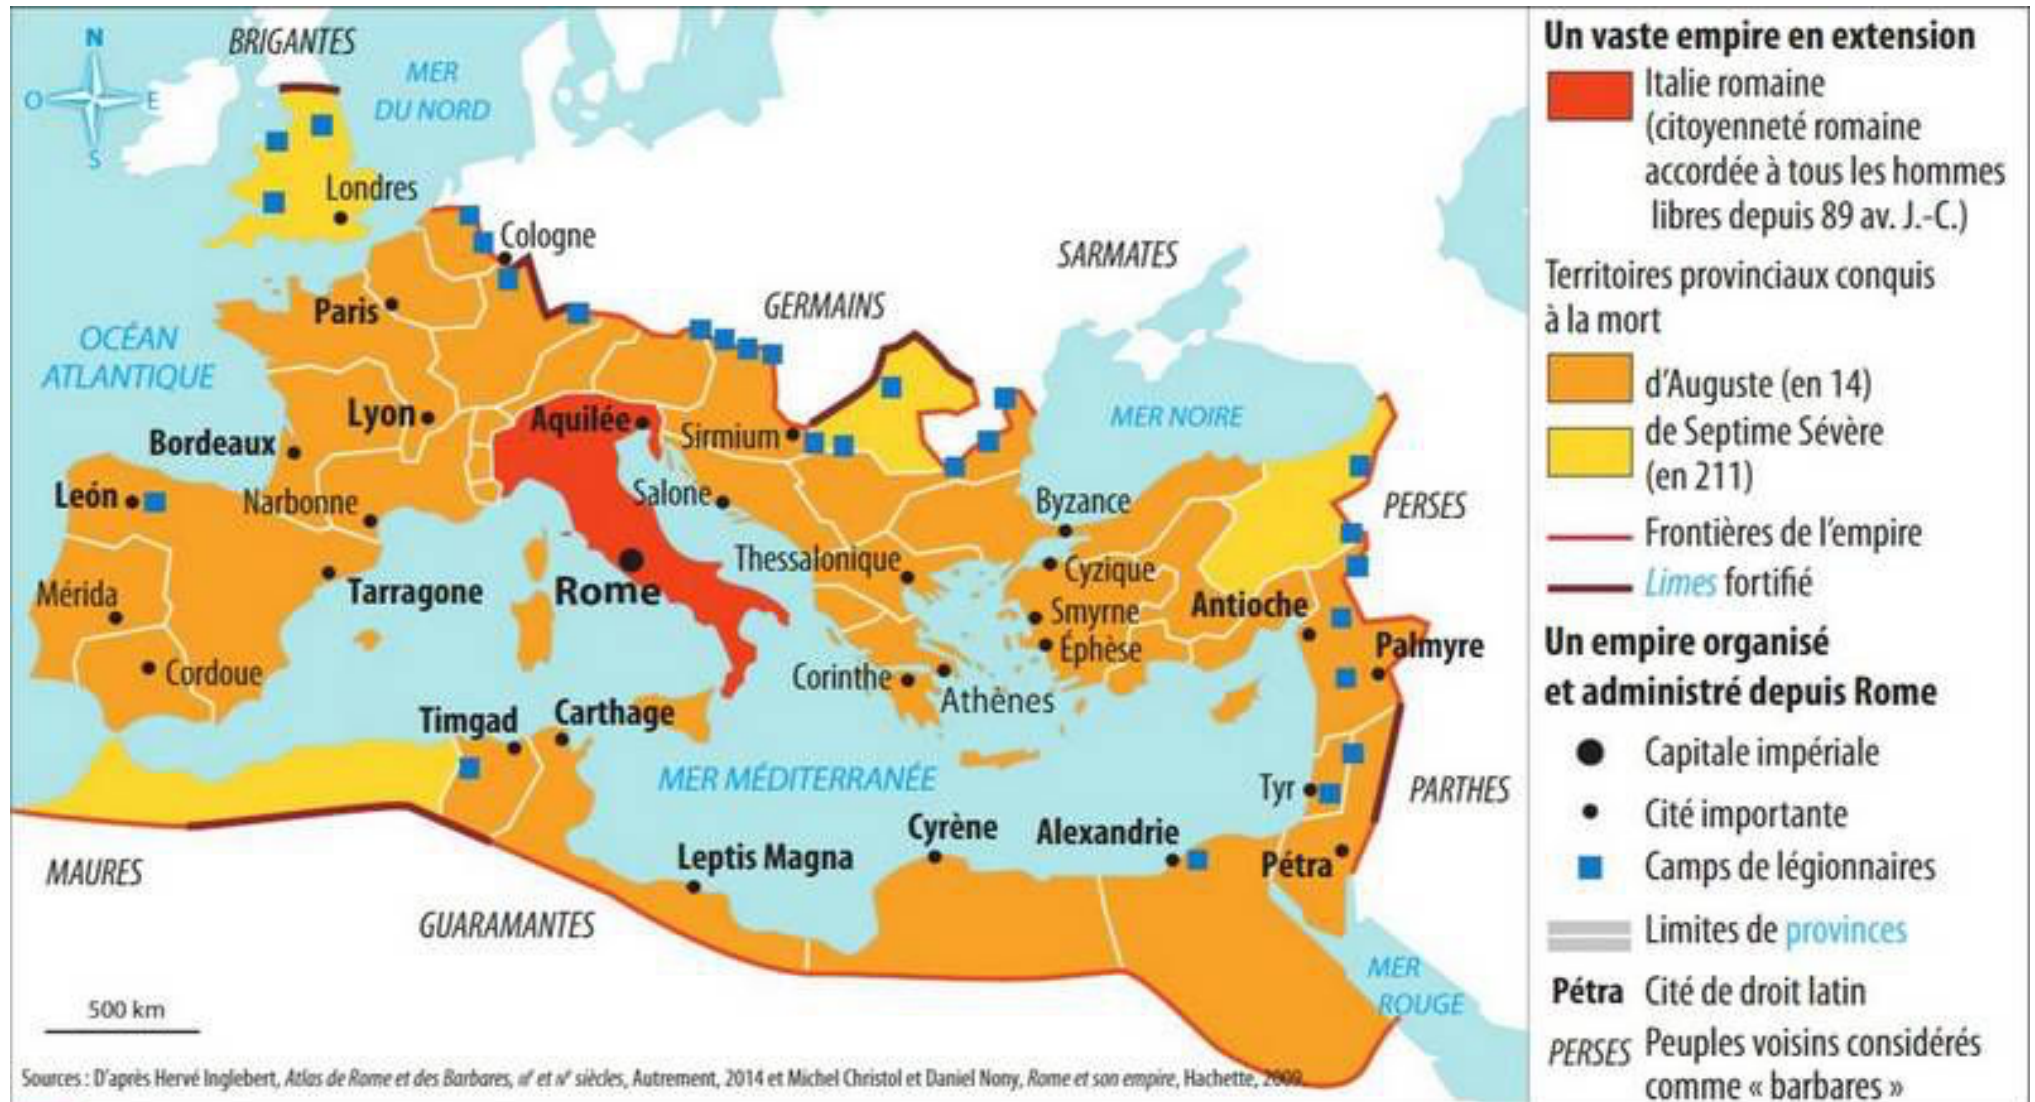 N
O
E
S
BRIGANTES
MER
DU NORD
Londres
Cologne
SARMATES
GERMAINS
Paris
OCÉAN
ATLANTIQUE
Lyon
Aquilée
Sirmium
MER NOIRE
Bordeaux
León
Narbonne
Salone
Byzance
PERSES
Thessalonique
Cyzique
Mérida
Tarragone
Rome
Smyrne
Antioche
Éphèse
Palmyre
Cordoue
Corinthe
Athènes
Timgad
Carthage
MER MÉDITERRANÉE
Tyr
PARTHES
Cyrène
Alexandrie
Leptis Magna
Pétra
MAURES
GUARAMANTES
MER
ROUGE
500 km
Sources : D'après Hervé Inglebert, Atlas de Rome et des Barbares, IIIe et IVe siècles, Autrement, 2014 et Michel Christol et Daniel Nony, Rome et son empire, Hachette, 2009.
Un vaste empire en extension
Italie romaine
(citoyenneté romaine
accordée à tous les hommes
libres depuis 89 av. J.-C.)
Territoires provinciaux conquis
à la mort
d'Auguste (en 14)
de Septime Sévère
(en 211)
Frontières de l'empire
Limes fortifié
Un empire organisé
et administré depuis Rome
Capitale impériale
Cité importante
Camps de légionnaires
Limites de provinces
Pétra Cité de droit latin
PERSES Peuples voisins considérés
comme « barbares »